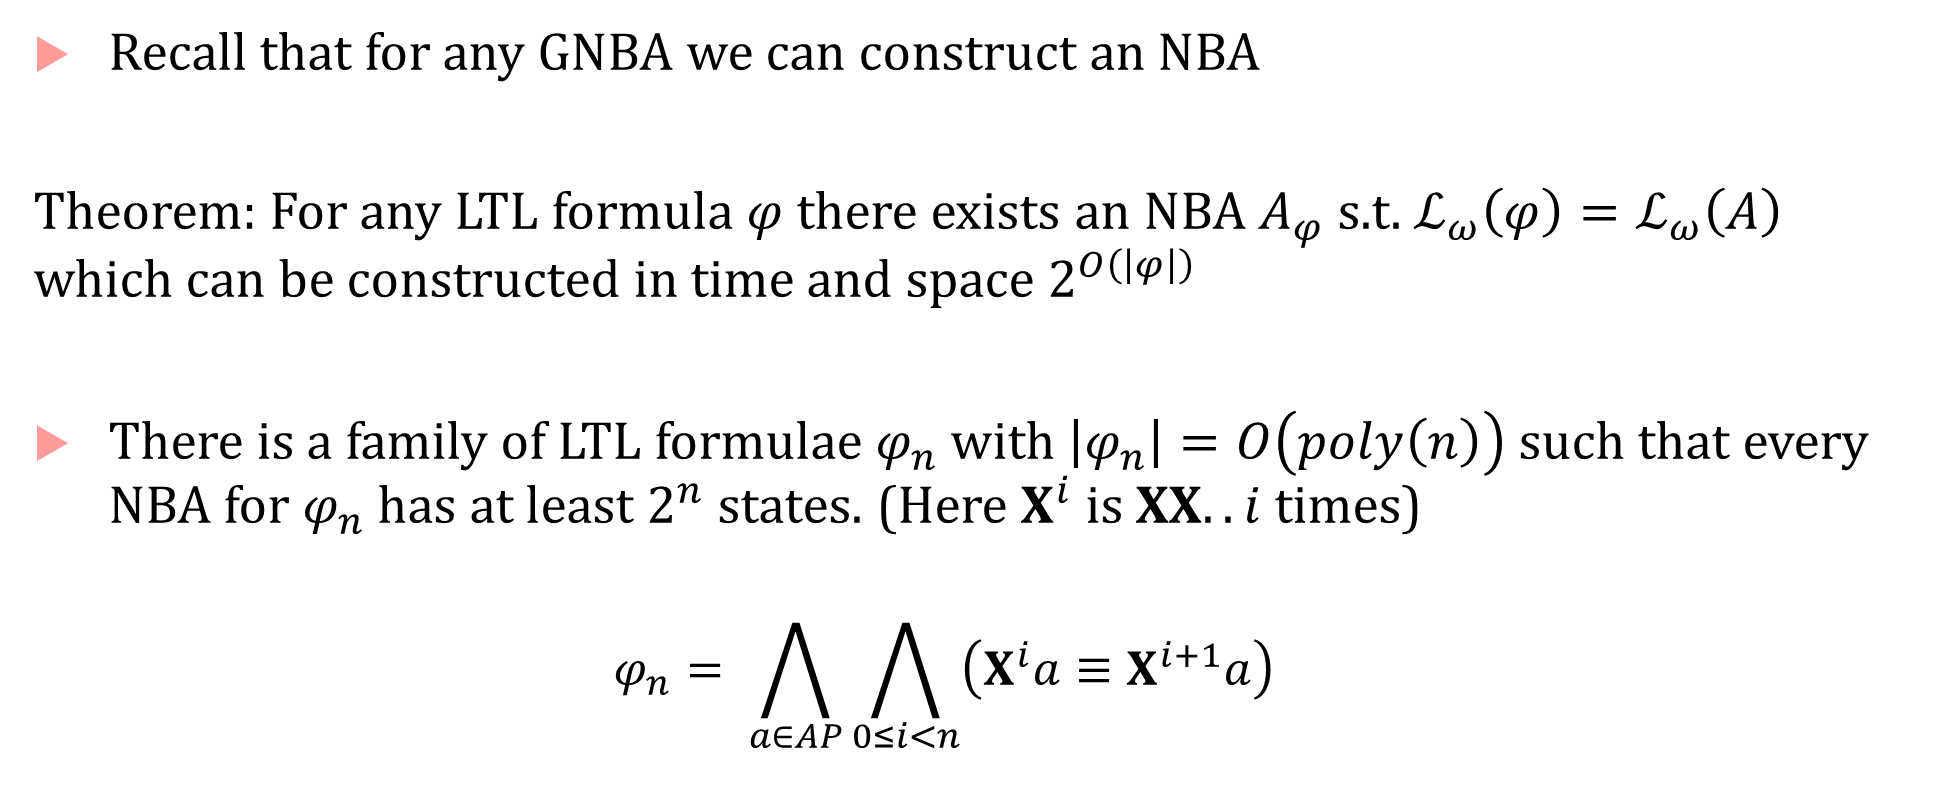 ▶ Recall that for any GNBA we can construct an NBA
Theorem: For any LTL formula φ there exists an NBA A_φ s.t. ℒ_ω(φ) = ℒ_ω(A)
which can be constructed in time and space 2^{O(|φ|)}
▶ There is a family of LTL formulae φ_n with |φ_n| = O(poly(n)) such that every
NBA for φ_n has at least 2^n states. (Here X^i is XX. . i times)
φ_n = ⋀_{a∈AP} ⋀_{0≤i<n} (X^i a ≡ X^{i+1} a)